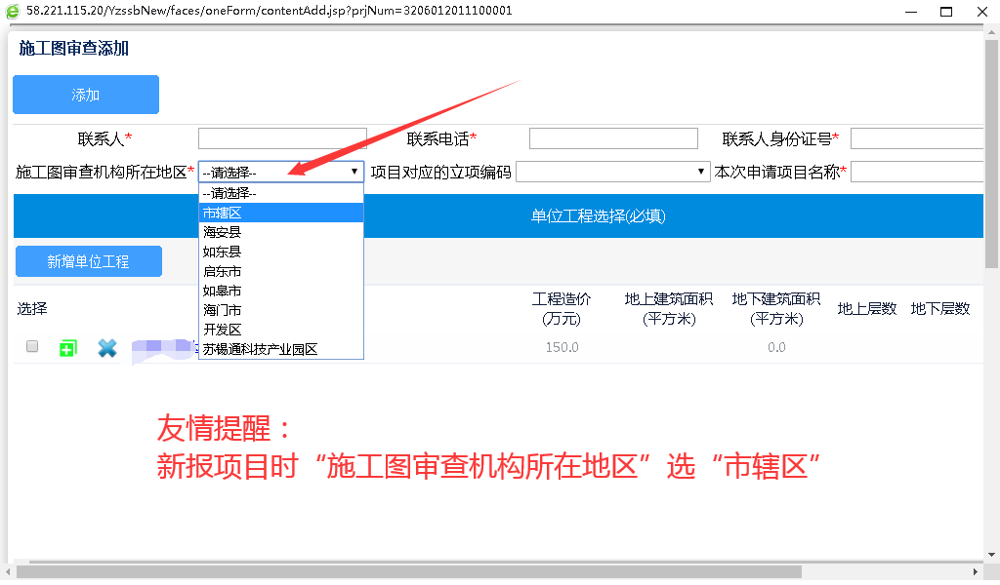 58.221.115.20/YzssbNew/faces/oneForm/contentAdd.jsp?prjNum=3206012011100001
施工图审查添加
添加
联系人* 联系电话* 联系人身份证号*
施工图审查机构所在地区* --请选择-- 项目对应的立项编码 本次申请项目名称*
--请选择--
市辖区
海安县
如东县
启东市
如皋市
海门市
开发区
苏锡通科技产业园区
单位工程选择(必填)
新增单位工程
选择 工程造价(万元) 地上建筑面积(平方米) 地下建筑面积(平方米) 地上层数 地下层数
150.0 0.0
友情提醒：
新报项目时“施工图审查机构所在地区”选“市辖区”